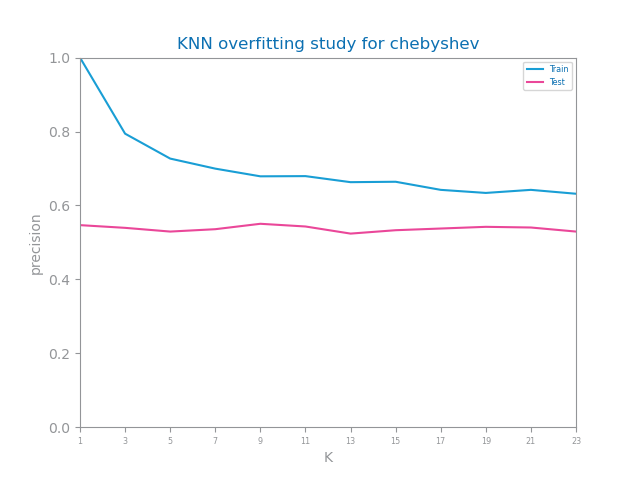 KNN overfitting study for chebyshev
1.0
0.8
0.6
0.4
0.2
0.0
precision
Train
Test
1 3 5 7 9 11 13 15 17 19 21 23
K